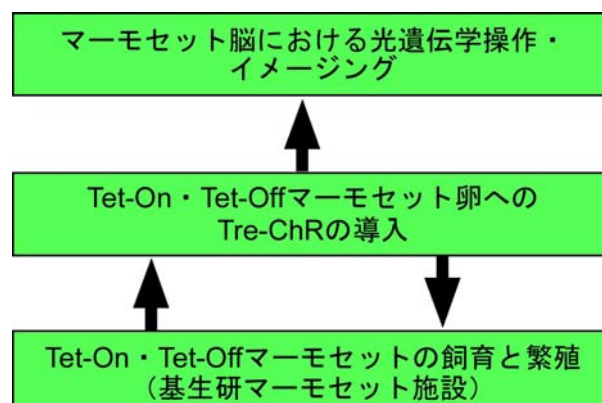 マーモセット脳における光遺伝学操作・
イメージング
Tet-On・Tet-Offマーモセット卵への
Tre-ChRの導入
Tet-On・Tet-Offマーモセットの飼育と繁殖
（基生研マーモセット施設）